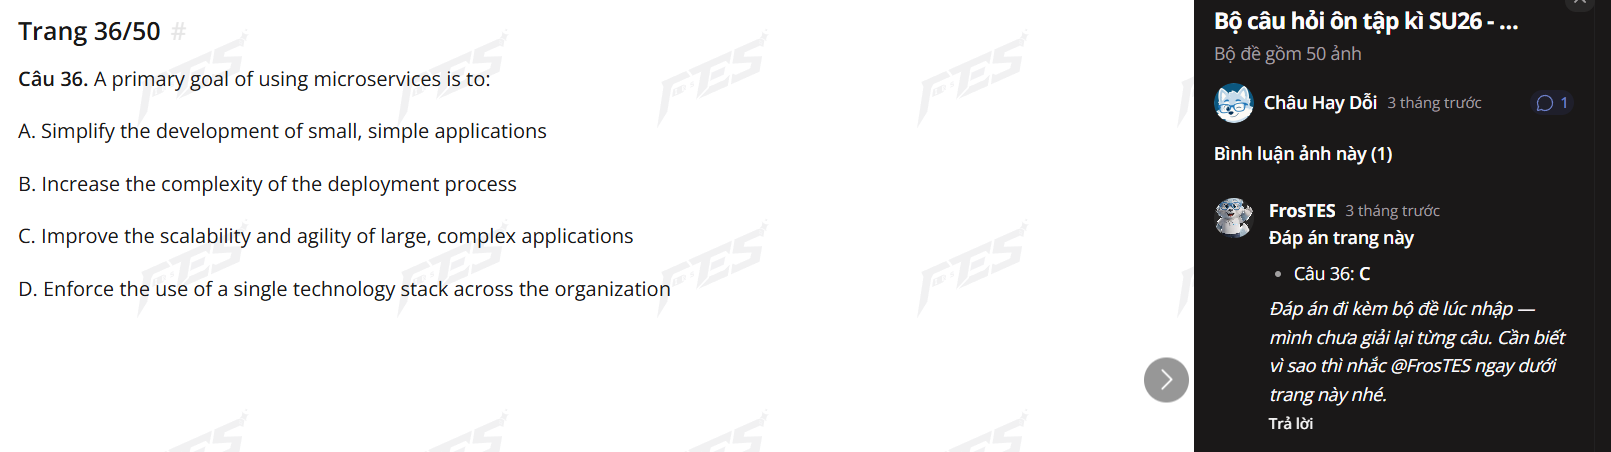 Trang 36/50 #
Câu 36. A primary goal of using microservices is to:
A. Simplify the development of small, simple applications
B. Increase the complexity of the deployment process
C. Improve the scalability and agility of large, complex applications
D. Enforce the use of a single technology stack across the organization
Bộ câu hỏi ôn tập kì SU26 - ...
Bộ đề gồm 50 ảnh
Châu Hay Dỗi 3 tháng trước 1
Bình luận ảnh này (1)
FrosTES 3 tháng trước
Đáp án trang này
• Câu 36: C
Đáp án đi kèm bộ đề lúc nhập —
mình chưa giải lại từng câu. Cần biết
vì sao thì nhắc @FrosTES ngay dưới
trang này nhé.
Trả lời
FES